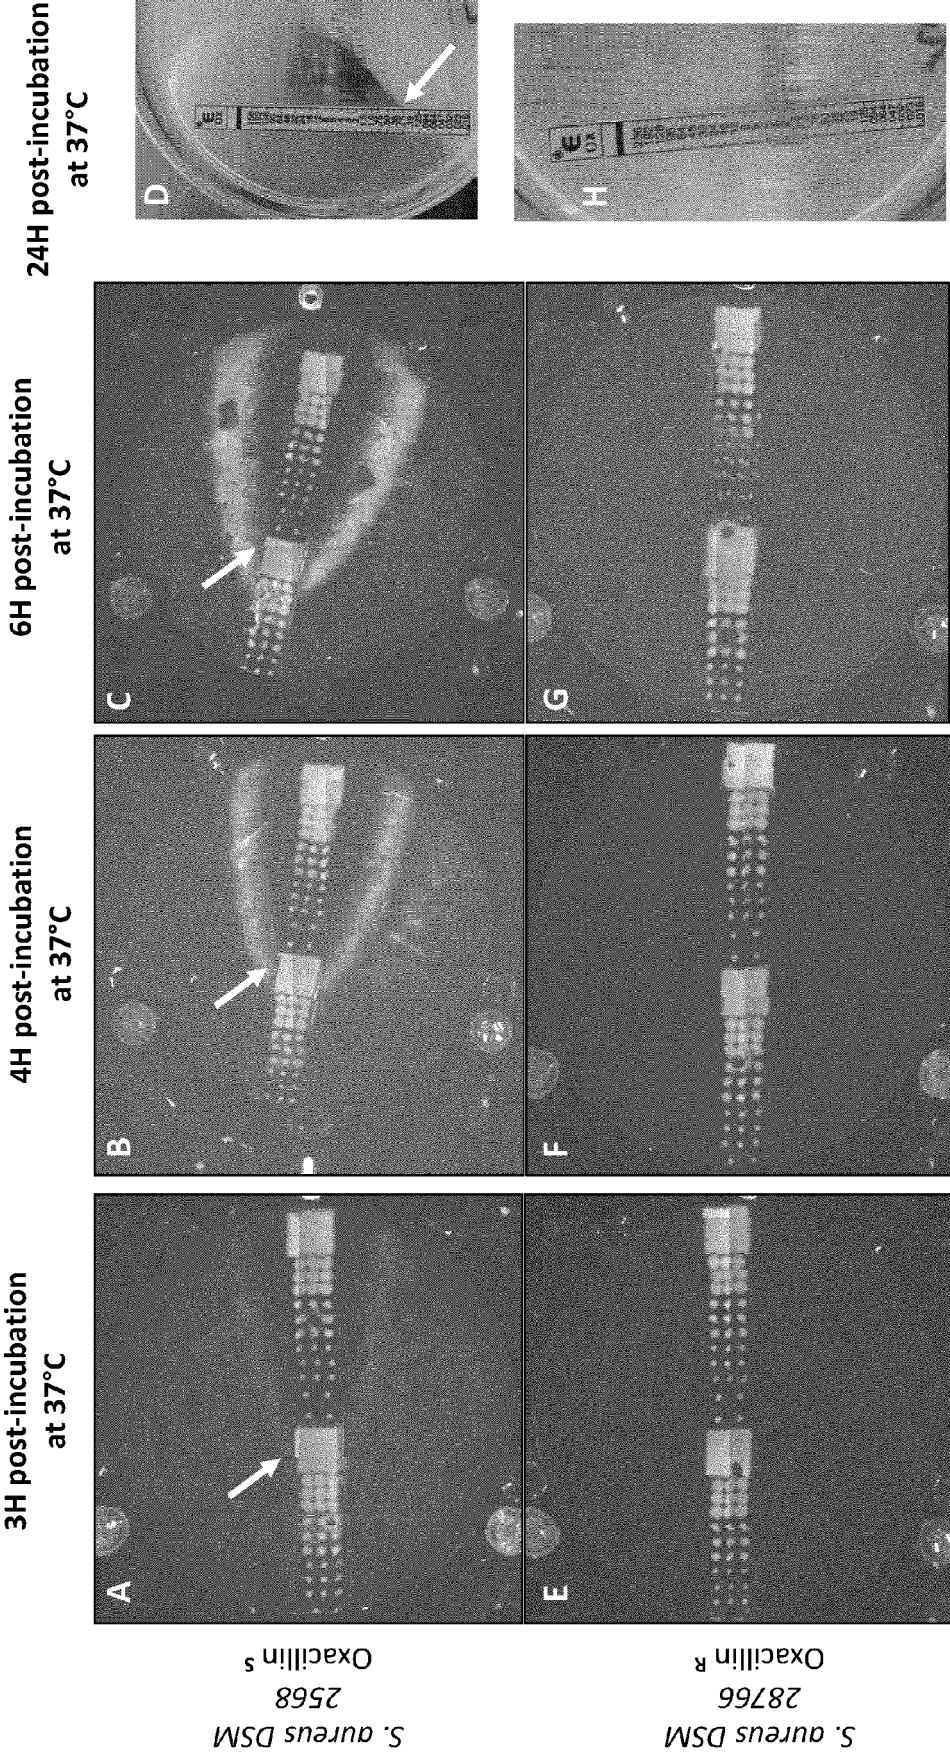 3H post-incubation
at 37°C
4H post-incubation
at 37°C
6H post-incubation
at 37°C
24H post-incubation
at 37°C
S. aureus DSM
2568
Oxacillin S
A
B
C
D
S. aureus DSM
28766
Oxacillin R
E
F
G
H
E
OX